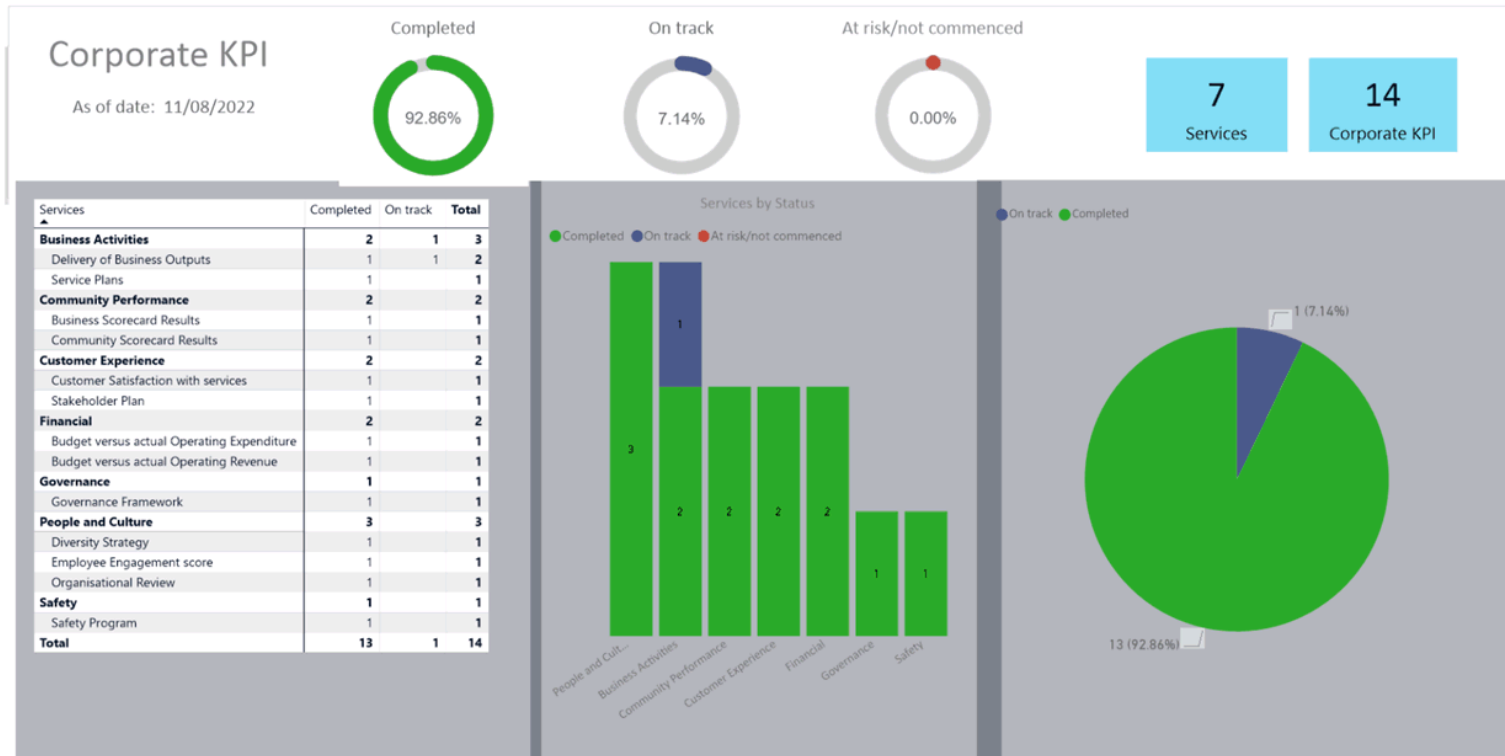 Corporate KPI
As of date: 11/08/2022
Completed
92.86%
On track
7.14%
At risk/not commenced
0.00%
7
Services
14
Corporate KPI
Services Completed On track Total
Business Activities 2 1 3
Delivery of Business Outputs 1 1 2
Service Plans 1 1
Community Performance 2 2
Business Scorecard Results 1 1
Community Scorecard Results 1 1
Customer Experience 2 2
Customer Satisfaction with services 1 1
Stakeholder Plan 1 1
Financial 2 2
Budget versus actual Operating Expenditure 1 1
Budget versus actual Operating Revenue 1 1
Governance 1 1
Governance Framework 1 1
People and Culture 3 3
Diversity Strategy 1 1
Employee Engagement score 1 1
Organisational Review 1 1
Safety 1 1
Safety Program 1 1
Total 13 1 14
Services by Status
Completed On track At risk/not commenced
1
3
2 2 2 2
1 1
People and Cult...
Business Activities
Community Performance
Customer Experience
Financial
Governance
Safety
On track Completed
1 (7.14%)
13 (92.86%)